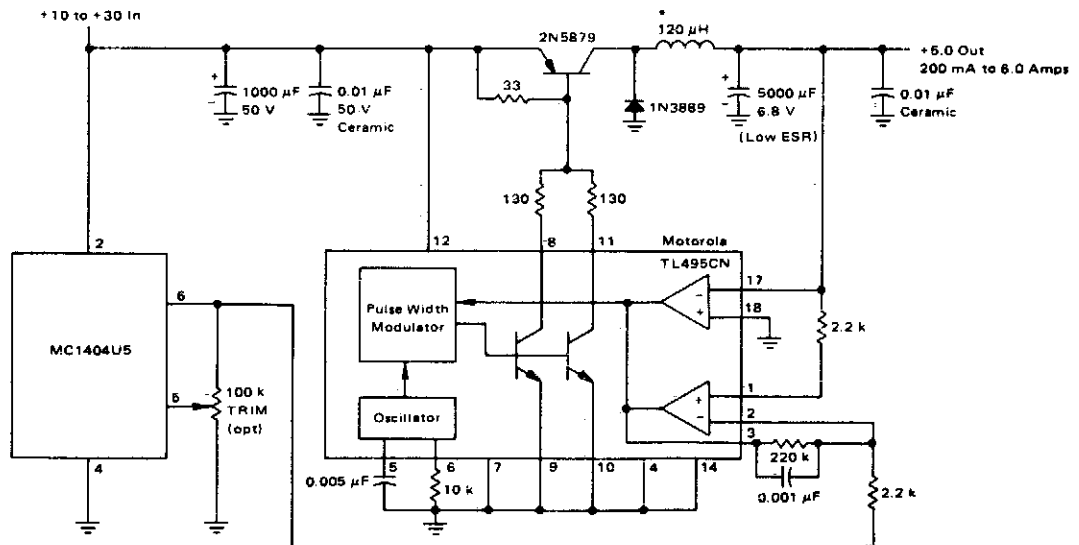 +10 to +30 In
2N5879
*
120 μH
+5.0 Out
200 mA to 6.0 Amps
33
+
1000 μF
-
50 V
0.01 μF
50-V
Ceramic
1N3889
+
5000 μF
-
6.8 V
(Low ESR)
0.01 μF
Ceramic
130
130
2
12
8
11
Motorola
TL495CN
MC1404U5
6
5
4
100 k
TRIM
(opt)
Pulse Width
Modulator
Oscillator
-
+
17
18
2.2 k
+
-
1
2
3
220 k
0.001 μF
2.2 k
5
6
7
9
10
4
14
0.005 μF
10 k